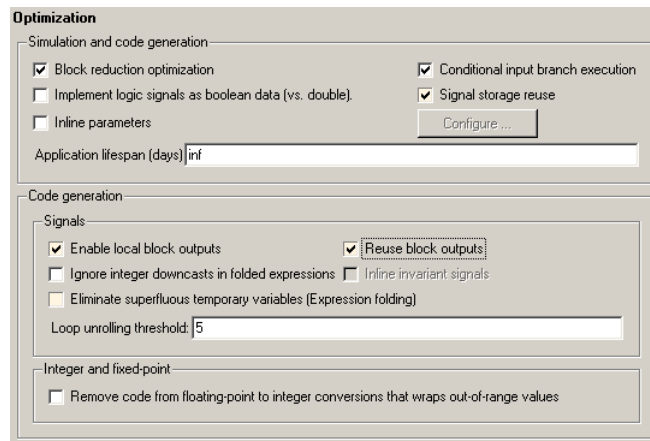 Optimization
Simulation and code generation
Block reduction optimization
Conditional input branch execution
Implement logic signals as boolean data (vs. double).
Signal storage reuse
Inline parameters
Configure ...
Application lifespan (days) inf
Code generation
Signals
Enable local block outputs
Reuse block outputs
Ignore integer downcasts in folded expressions
Inline invariant signals
Eliminate superfluous temporary variables (Expression folding)
Loop unrolling threshold: 5
Integer and fixed-point
Remove code from floating-point to integer conversions that wraps out-of-range values